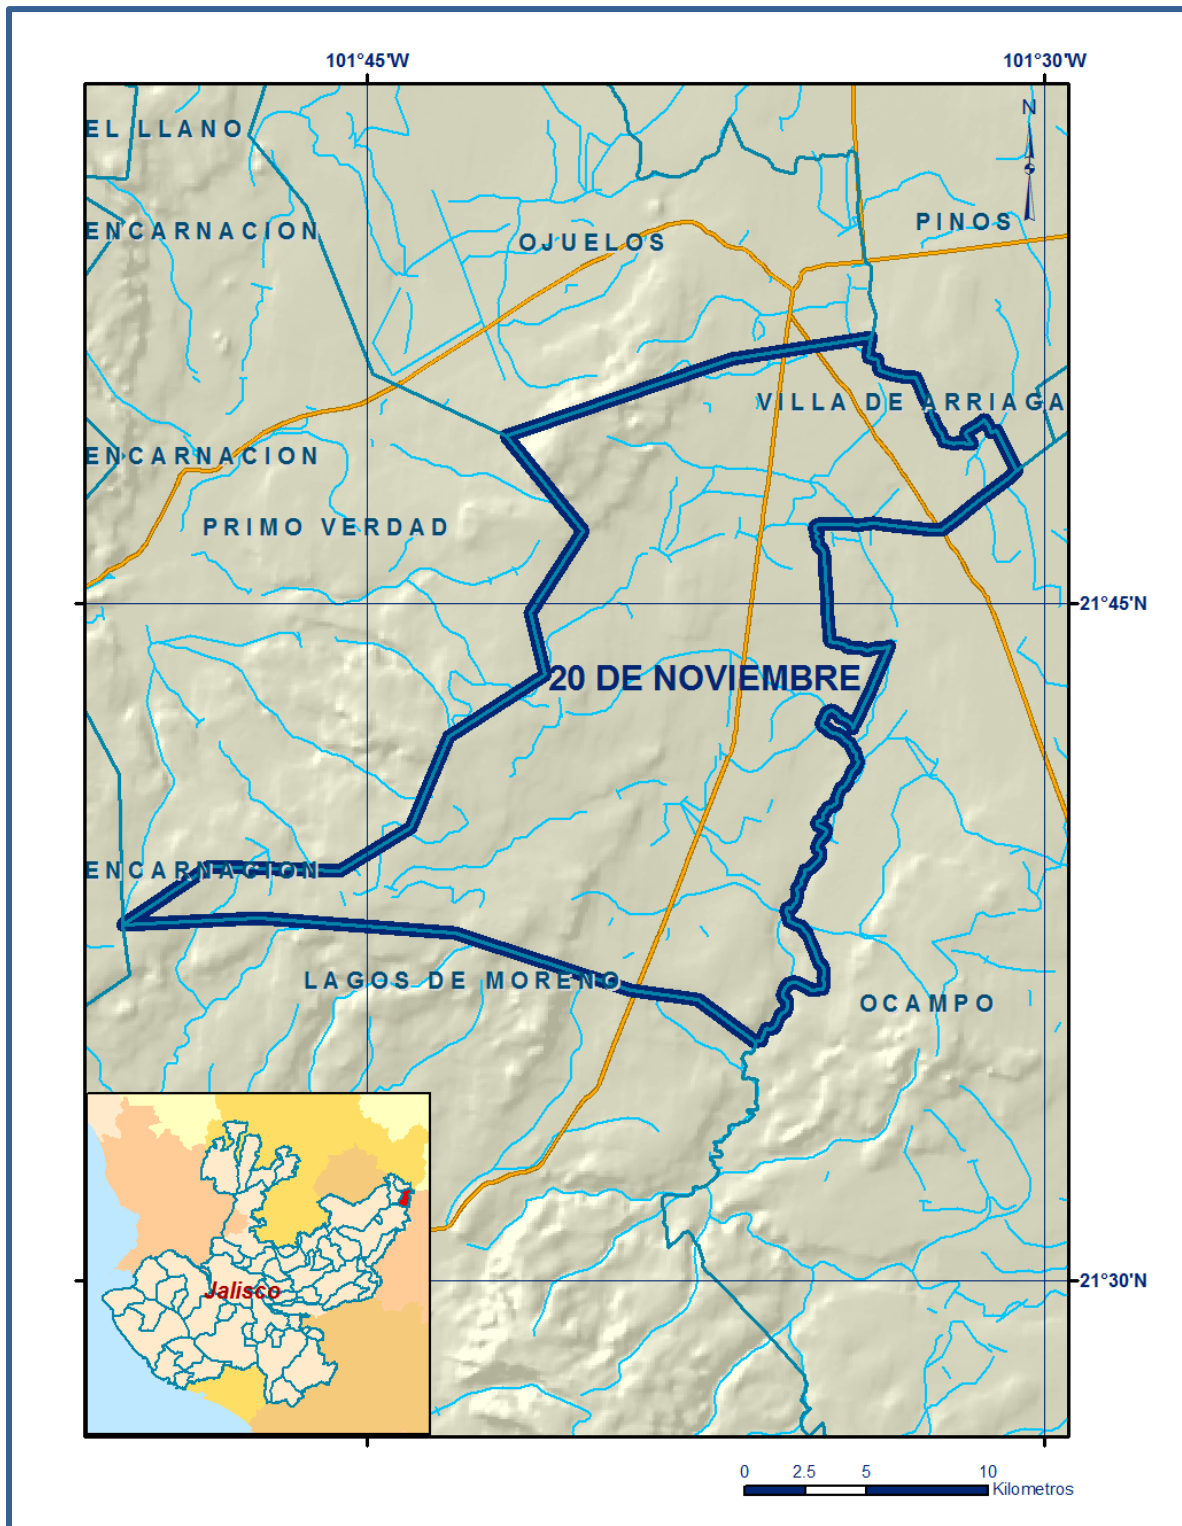 101°45'W
101°30'W
N
EL LLANO
PINOS
ENCARNACION
OJUELOS
VILLA DE ARRIAGA
ENCARNACION
PRIMO VERDAD
21°45'N
20 DE NOVIEMBRE
ENCARNACION
LAGOS DE MORENO
OCAMPO
21°30'N
Jalisco
0 2.5 5 10
Kilometros